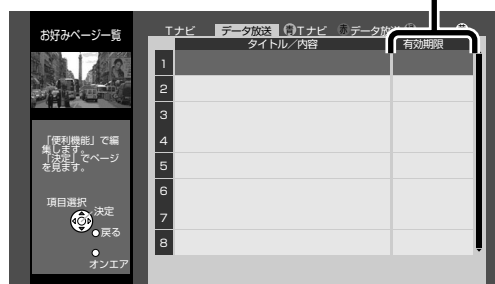 お好みページ一覧
Tナビ データ放送 青Tナビ 赤データ放送
タイトル／内容 有効期限
1
2
3
4
5
6
7
8
「便利機能」で編
集します。
「決定」でページ
を見ます。
項目選択
決定
戻る
オンエア